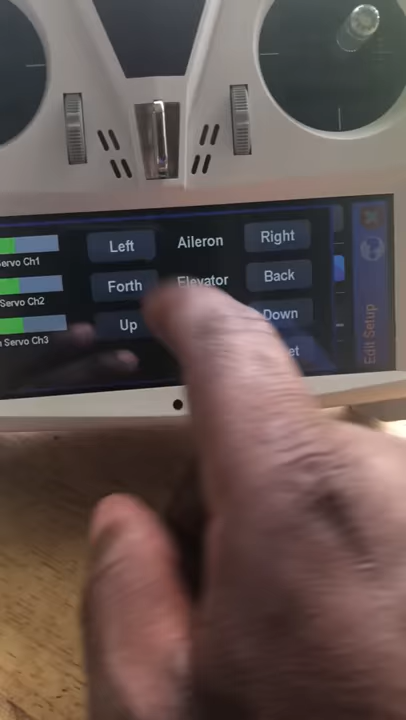 Servo Ch1 Left Aileron Right
Servo Ch2 Forth Elevator Back
Servo Ch3 Up Down
Edit Setup